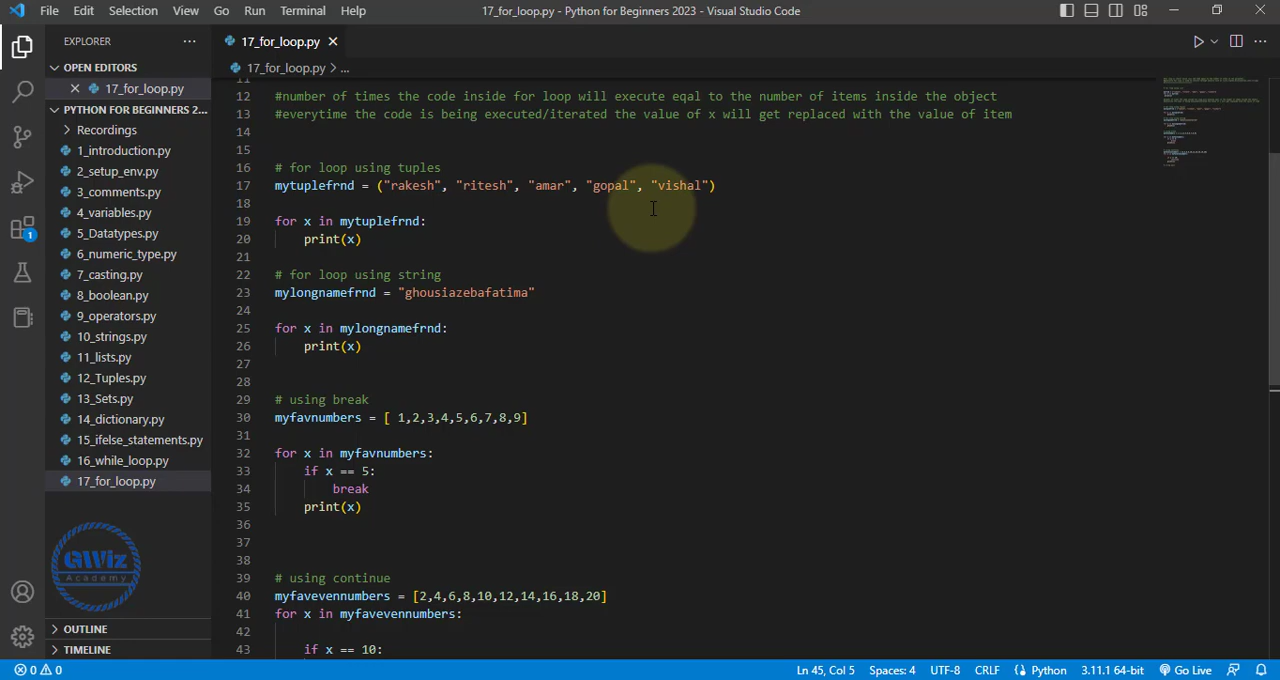 File Edit Selection View Go Run Terminal Help 17_for_loop.py - Python for Beginners 2023 - Visual Studio Code
EXPLORER
17_for_loop.py
OPEN EDITORS
17_for_loop.py > ...
17_for_loop.py
PYTHON FOR BEGINNERS 2...
Recordings
1_introduction.py
2_setup_env.py
3_comments.py
4_variables.py
5_Datatypes.py
6_numeric_type.py
7_casting.py
8_boolean.py
9_operators.py
10_strings.py
11_lists.py
12_Tuples.py
13_Sets.py
14_dictionary.py
15_ifelse_statements.py
16_while_loop.py
17_for_loop.py
GWiz
Academy
OUTLINE
TIMELINE
1
11
12 #number of times the code inside for loop will execute eqal to the number of items inside the object
13 #everytime the code is being executed/iterated the value of x will get replaced with the value of item
14
15
16 # for loop using tuples
17 mytuplefrnd = ("rakesh", "ritesh", "amar", "gopal", "vishal")
18
19 for x in mytuplefrnd:
20 print(x)
21
22 # for loop using string
23 mylongnamefrnd = "ghousiazebafatima"
24
25 for x in mylongnamefrnd:
26 print(x)
27
28
29 # using break
30 myfavnumbers = [ 1,2,3,4,5,6,7,8,9]
31
32 for x in myfavnumbers:
33 if x == 5:
34 break
35 print(x)
36
37
38
39 # using continue
40 myfavevennumbers = [2,4,6,8,10,12,14,16,18,20]
41 for x in myfavevennumbers:
42
43 if x == 10:
0 0 Ln 45, Col 5 Spaces: 4 UTF-8 CRLF Python 3.11.1 64-bit Go Live